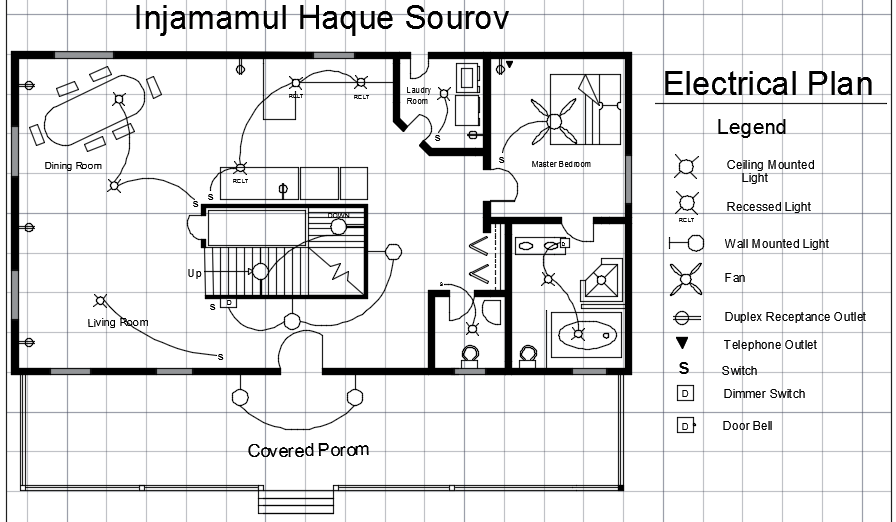 Injamamul Haque Sourov
Electrical Plan
Legend
Ceiling Mounted
Light
RCLT
Recessed Light
Wall Mounted Light
Fan
Duplex Receptance Outlet
Telephone Outlet
S
Switch
D
Dimmer Switch
D
Door Bell
RCLT
RCLT
Laudry
Room
S
S
Master Bedroom
Dining Room
RCLT
S
S
DOWN
D
Up
S
D
S
Living Room
S
Covered Porom